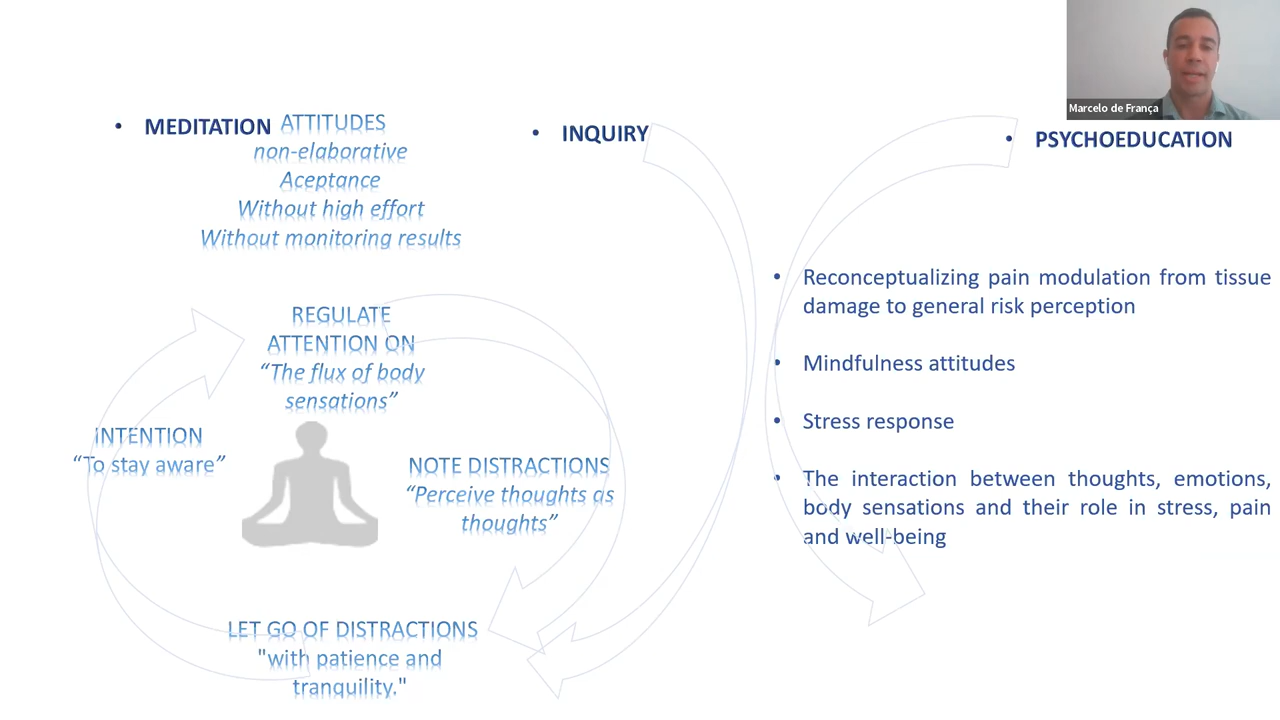 Marcelo de França
• MEDITATION
ATTITUDES
non-elaborative
Aceptance
Without high effort
Without monitoring results
REGULATE
ATTENTION ON
“The flux of body
sensations”
INTENTION
“To stay aware”
NOTE DISTRACTIONS
“Perceive thoughts as
thoughts”
LET GO OF DISTRACTIONS
"with patience and
tranquility."
• INQUIRY
• PSYCHOEDUCATION
• Reconceptualizing pain modulation from tissue
damage to general risk perception
• Mindfulness attitudes
• Stress response
• The interaction between thoughts, emotions,
body sensations and their role in stress, pain
and well-being